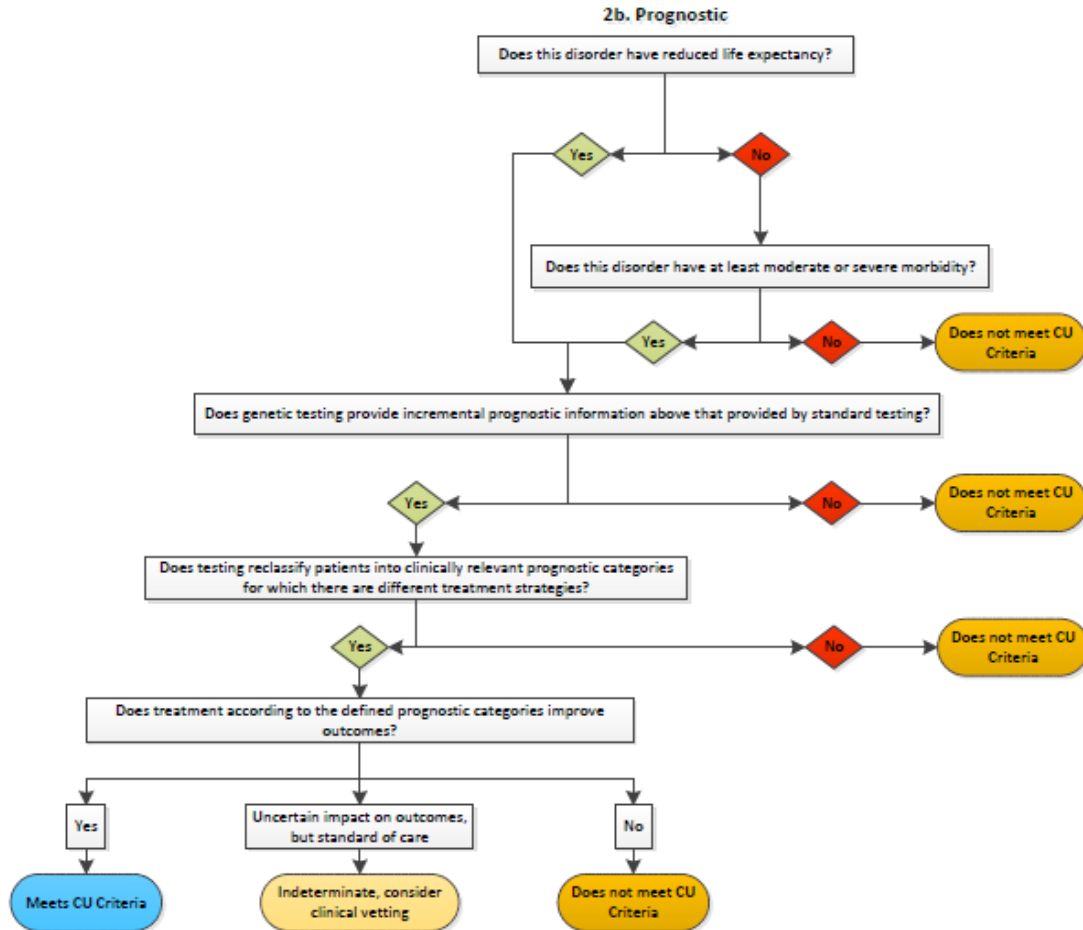 2b. Prognostic
Does this disorder have reduced life expectancy?
Yes
No
Does this disorder have at least moderate or severe morbidity?
Yes
No
Does not meet CU
Criteria
Does genetic testing provide incremental prognostic information above that provided by standard testing?
Yes
No
Does not meet CU
Criteria
Does testing reclassify patients into clinically relevant prognostic categories
for which there are different treatment strategies?
Yes
No
Does not meet CU
Criteria
Does treatment according to the defined prognostic categories improve
outcomes?
Yes
Uncertain impact on outcomes,
but standard of care
No
Meets CU Criteria
Indeterminate, consider
clinical vetting
Does not meet CU
Criteria